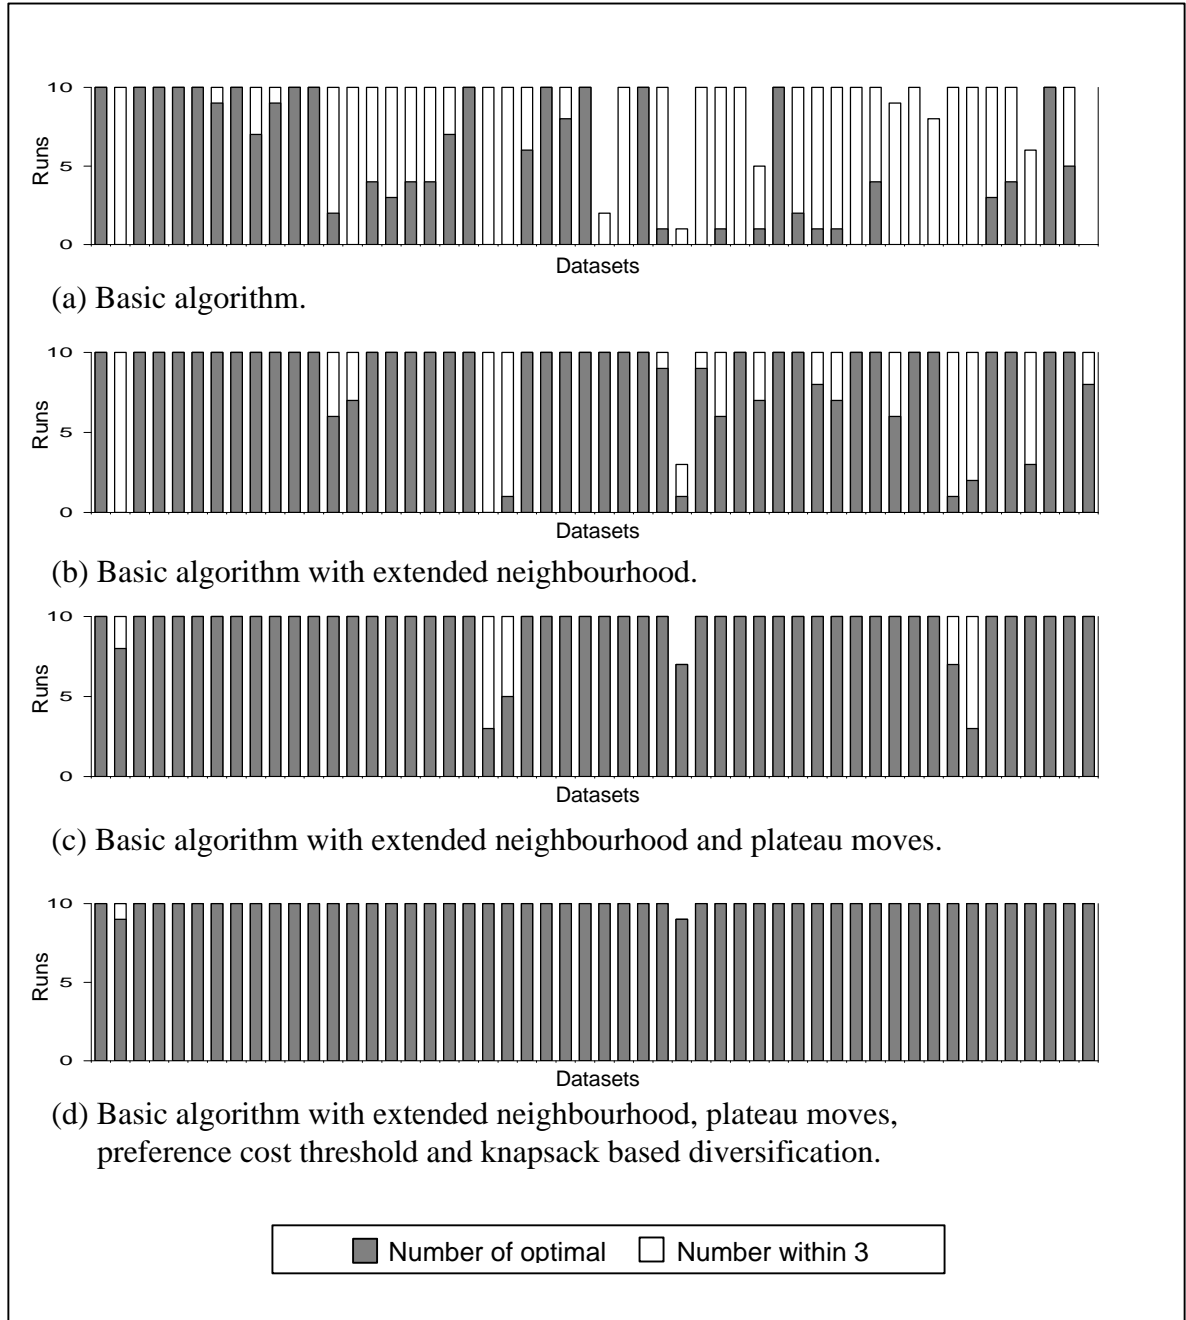 10
5
0
Runs
Datasets
(a) Basic algorithm.
10
5
0
Runs
Datasets
(b) Basic algorithm with extended neighbourhood.
10
5
0
Runs
Datasets
(c) Basic algorithm with extended neighbourhood and plateau moves.
10
5
0
Runs
Datasets
(d) Basic algorithm with extended neighbourhood, plateau moves,
preference cost threshold and knapsack based diversification.
Number of optimal Number within 3